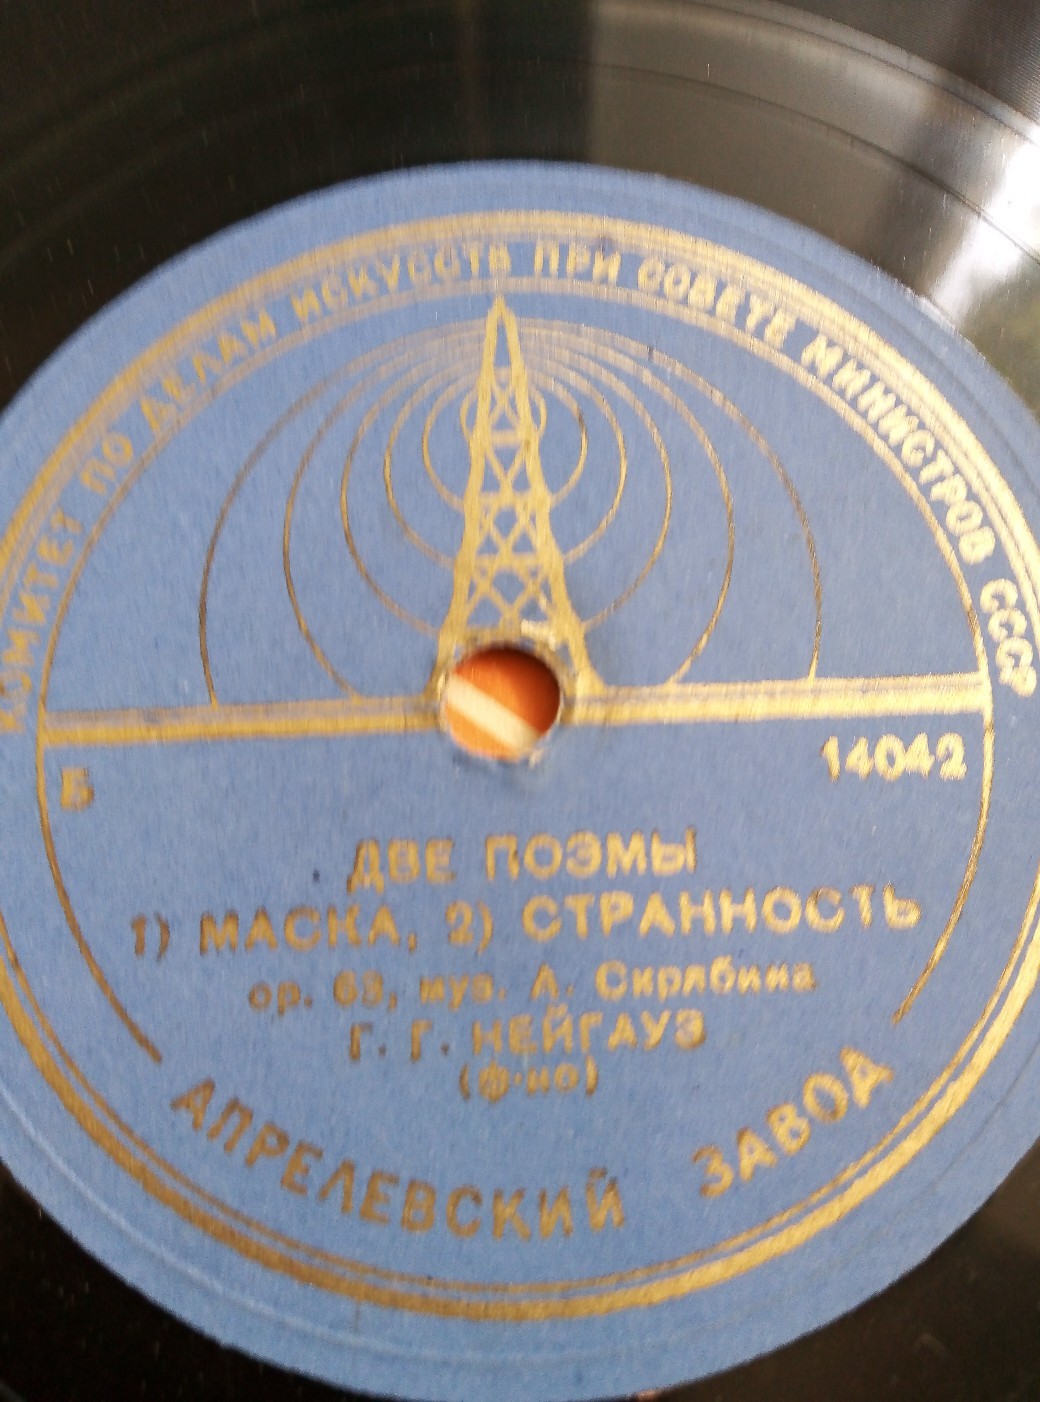 КОМИТЕТ ПО ДЕЛАМ ИСКУССТВ ПРИ СОВЕТЕ МИНИСТРОВ СССР
Б 14042
ДВЕ ПОЭМЫ
1) МАСКА, 2) СТРАННОСТЬ
op. 63, муз. А. Скрябина
Г. Г. НЕЙГАУЗ
(ф-но)
АПРЕЛЕВСКИЙ ЗАВОД